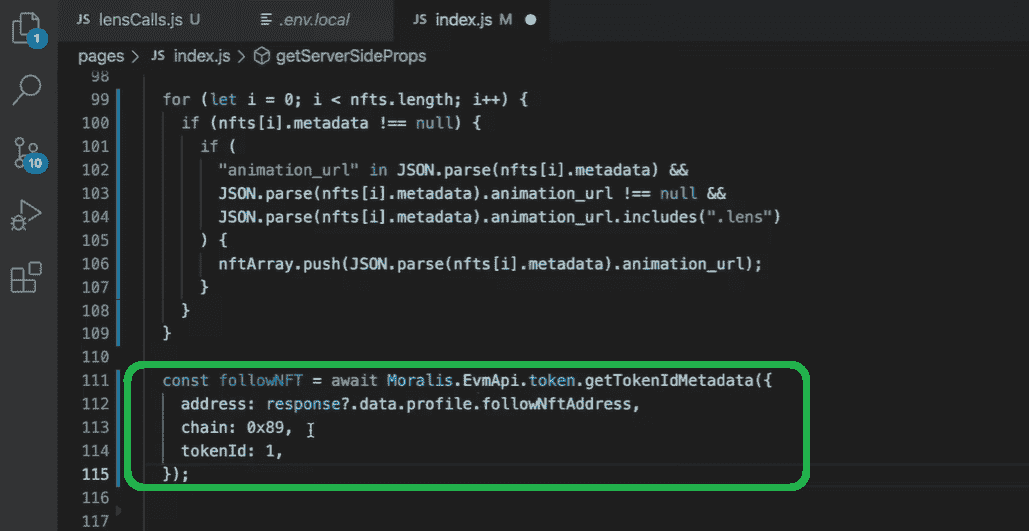 JS lensCalls.js U .env.local JS index.js M
pages > JS index.js > getServerSideProps
98
99 for (let i = 0; i < nfts.length; i++) {
100 if (nfts[i].metadata !== null) {
101 if (
102 "animation_url" in JSON.parse(nfts[i].metadata) &&
103 JSON.parse(nfts[i].metadata).animation_url !== null &&
104 JSON.parse(nfts[i].metadata).animation_url.includes(".lens")
105 ) {
106 nftArray.push(JSON.parse(nfts[i].metadata).animation_url);
107 }
108 }
109 }
110
111 const followNFT = await Moralis.EvmApi.token.getTokenIdMetadata({
112 address: response?.data.profile.followNftAddress,
113 chain: 0x89,
114 tokenId: 1,
115 });
116
117
1
10